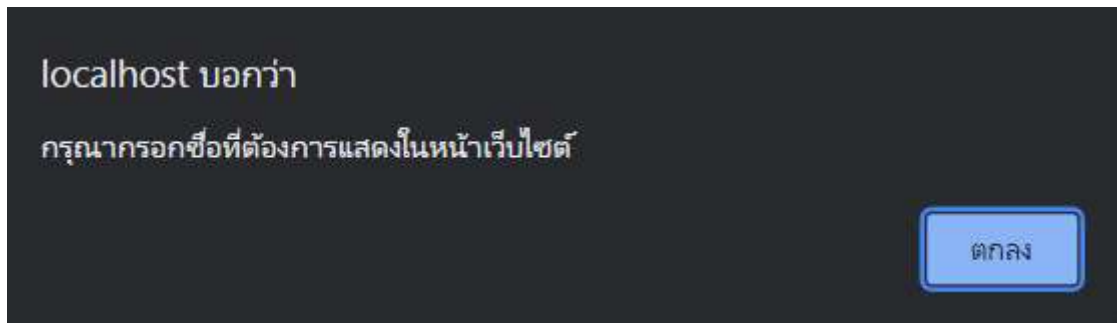 localhost บอกว่า
กรุณากรอกชื่อที่ต้องการแสดงในหน้าเว็บไซต์
ตกลง